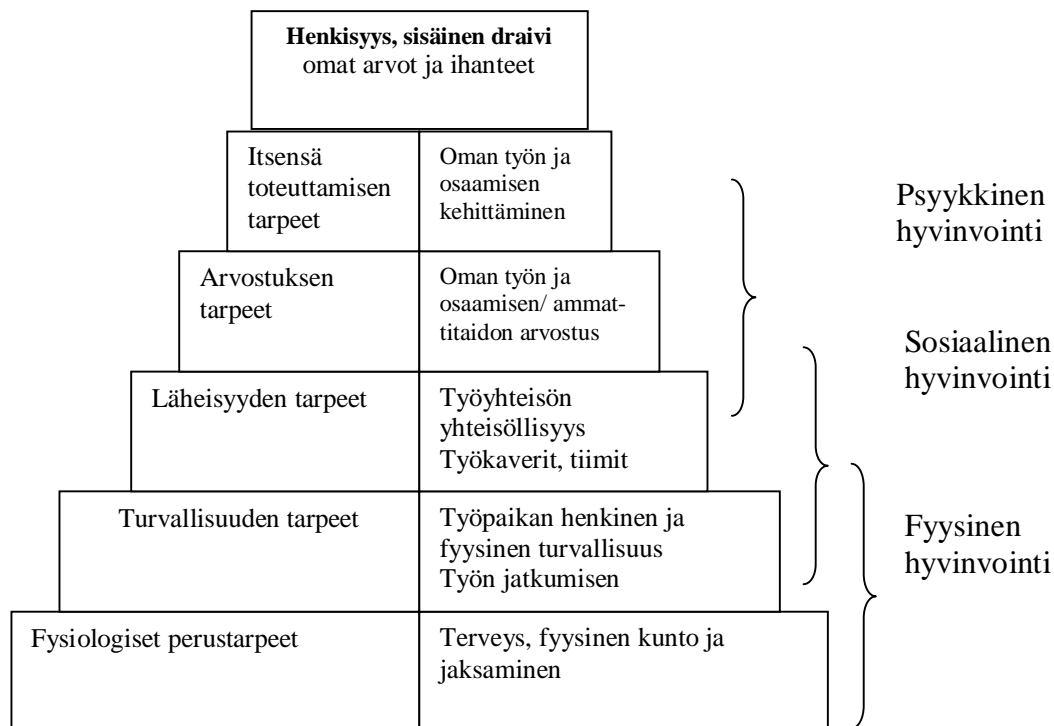 Henkisyys, sisäinen draivi
omat arvot ja ihanteet
Itsensä
toteuttamisen
tarpeet
Oman työn ja
osaamisen
kehittäminen
Psyykkinen
hyvinvointi
Arvostuksen
tarpeet
Oman työn ja
osaamisen/ ammat-
titaidon arvostus
Sosiaalinen
hyvinvointi
Läheisyyden tarpeet
Työyhteisön
yhteisöllisyys
Työkaverit, tiimit
Turvallisuuden tarpeet
Työpaikan henkinen ja
fyysinen turvallisuus
Työn jatkumisen
Fyysinen
hyvinvointi
Fysiologiset perustarpeet
Terveys, fyysinen kunto ja
jaksaminen